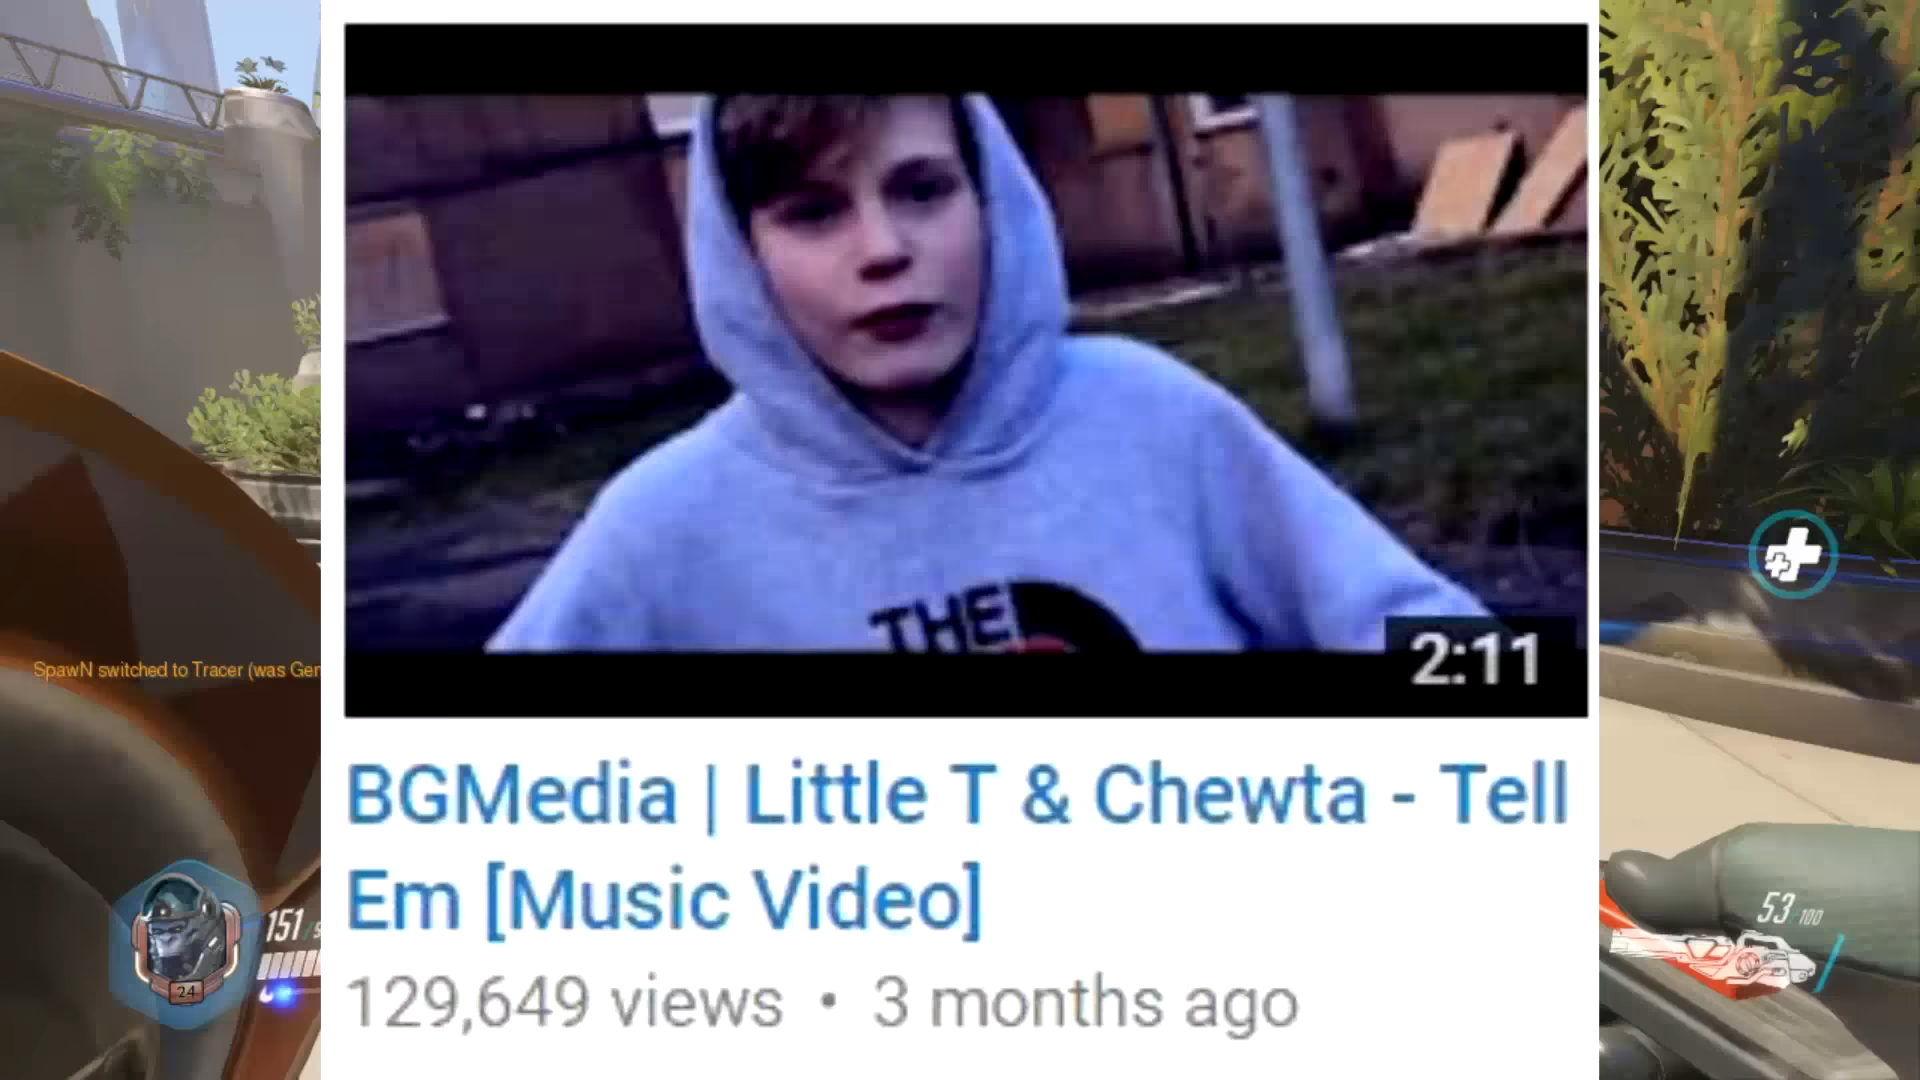 THE
2:11
BGMedia | Little T & Chewta - Tell
Em [Music Video]
129,649 views • 3 months ago
SpawN switched to Tracer (was Gen
151/
24
53/100